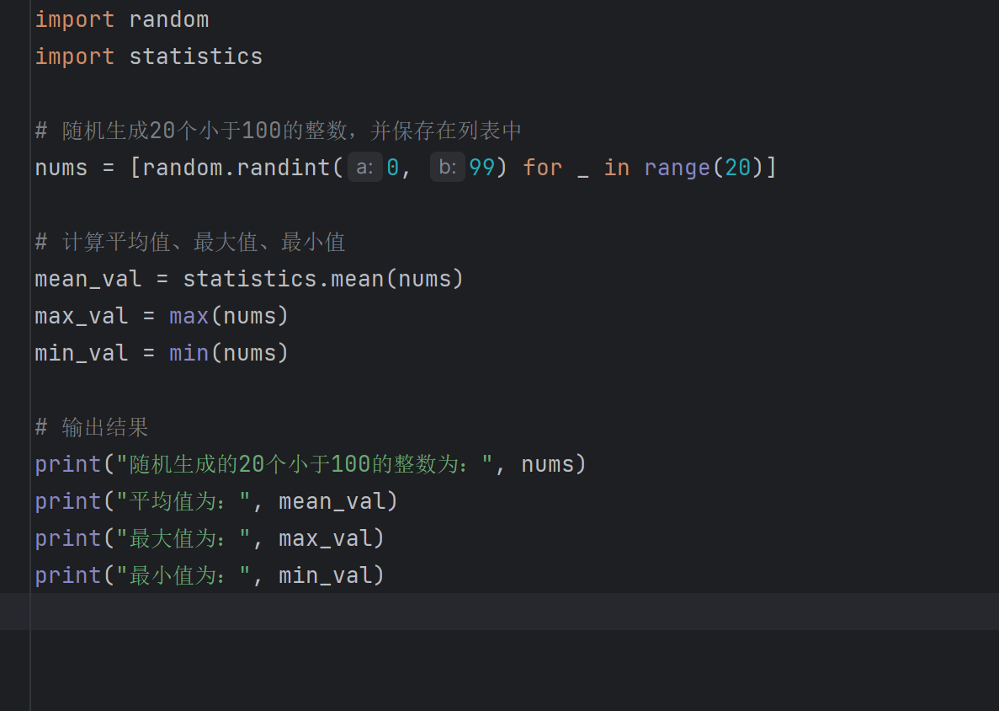 import random
import statistics
# 随机生成20个小于100的整数，并保存在列表中
nums = [random.randint( a: 0, b: 99) for _ in range(20)]
# 计算平均值、最大值、最小值
mean_val = statistics.mean(nums)
max_val = max(nums)
min_val = min(nums)
# 输出结果
print("随机生成的20个小于100的整数为：", nums)
print("平均值为：", mean_val)
print("最大值为：", max_val)
print("最小值为：", min_val)